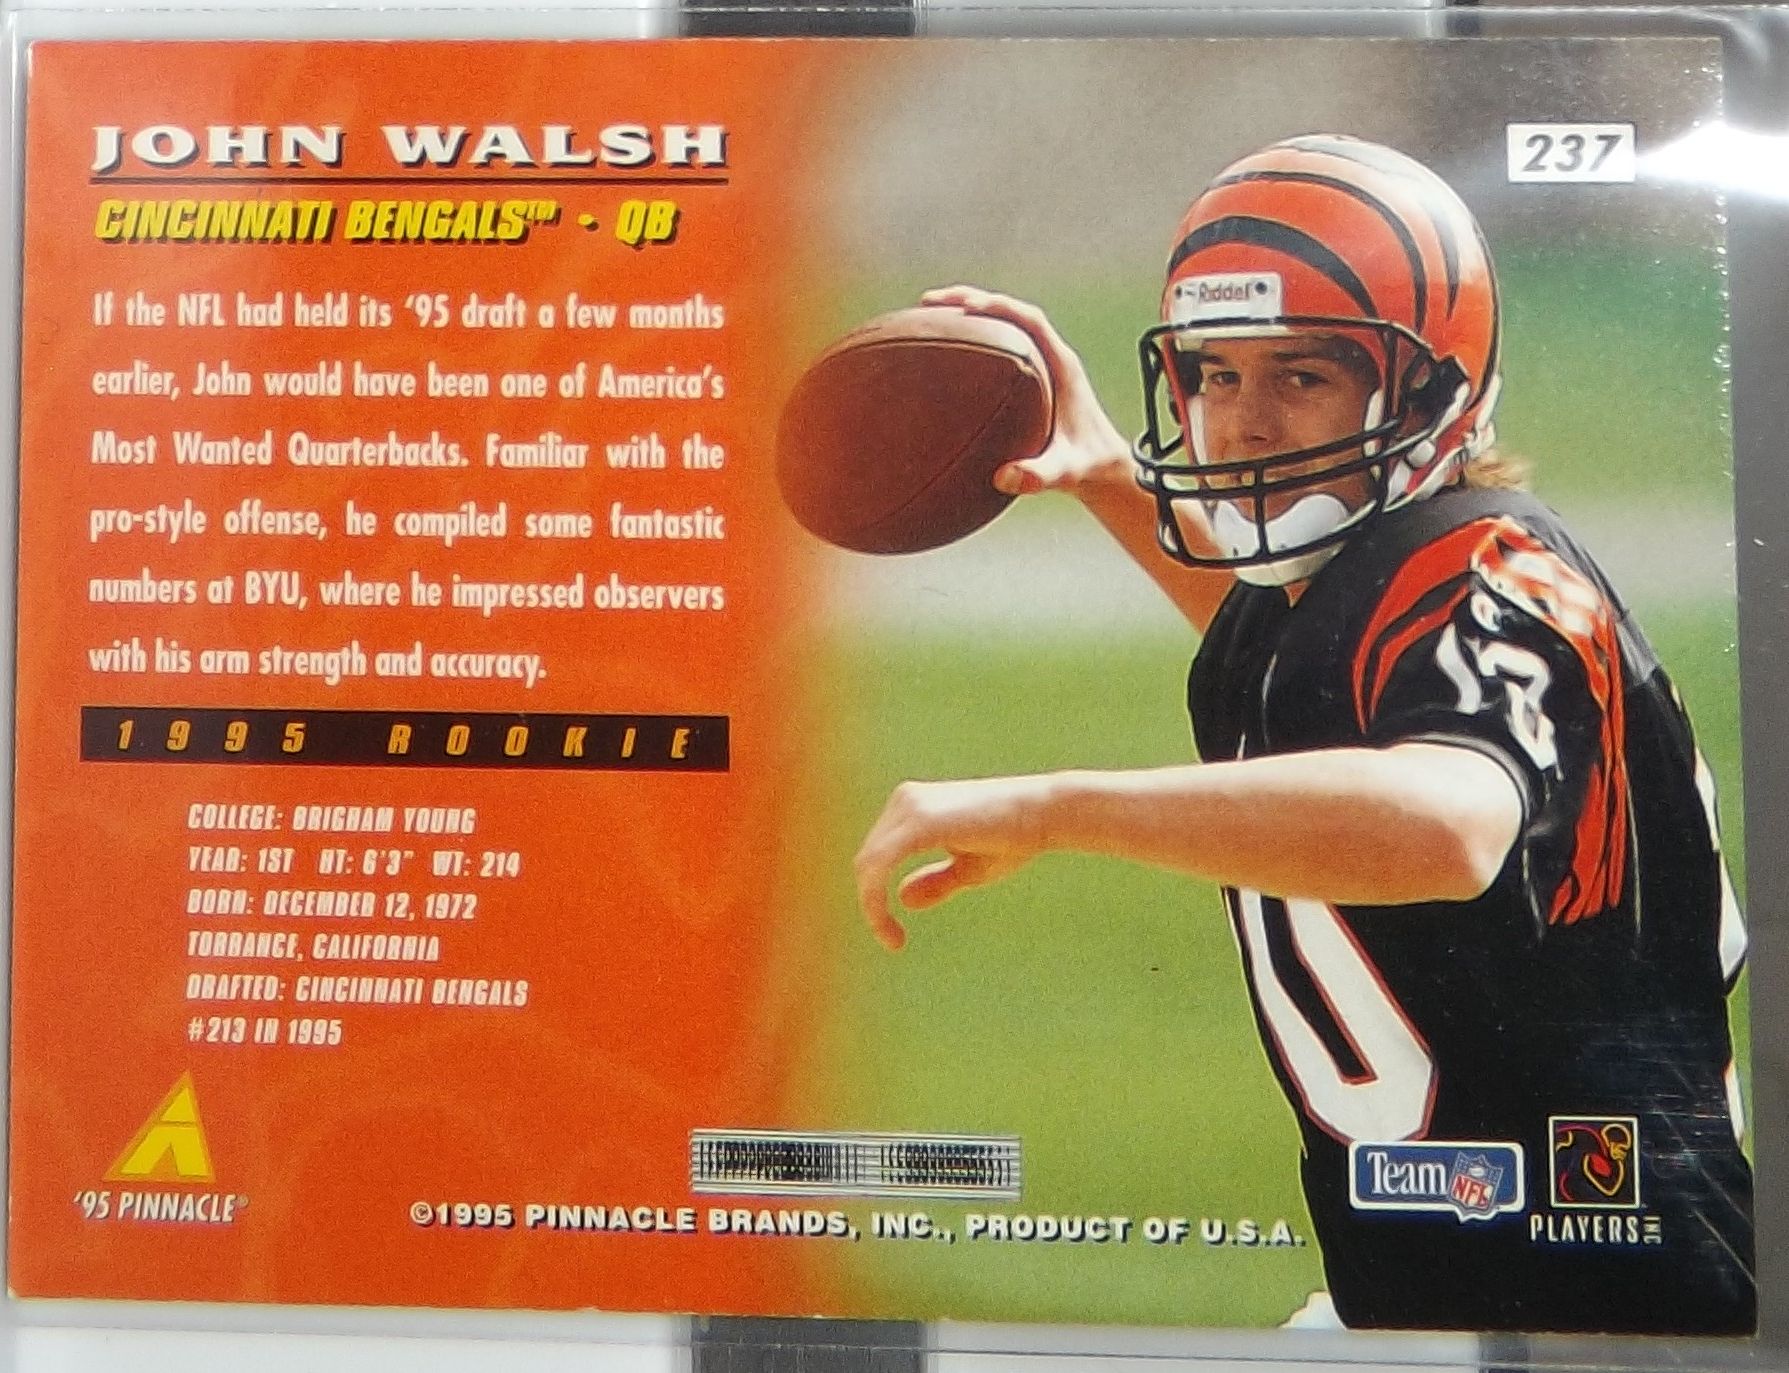 JOHN WALSH
237
CINCINNATI BENGALS™ • QB
If the NFL had held its '95 draft a few months
earlier, John would have been one of America's
Most Wanted Quarterbacks. Familiar with the
pro-style offense, he compiled some fantastic
numbers at BYU, where he impressed observers
with his arm strength and accuracy.
1995 ROOKIE
COLLEGE: BRIGHAM YOUNG
YEAR: 1ST HT: 6'3" WT: 214
BORN: DECEMBER 12, 1972
TORRANCE, CALIFORNIA
DRAFTED: CINCINNATI BENGALS
#213 IN 1995
'95 PINNACLE®
©1995 PINNACLE BRANDS, INC., PRODUCT OF U.S.A.
Team NFL
PLAYERS INC
Riddell